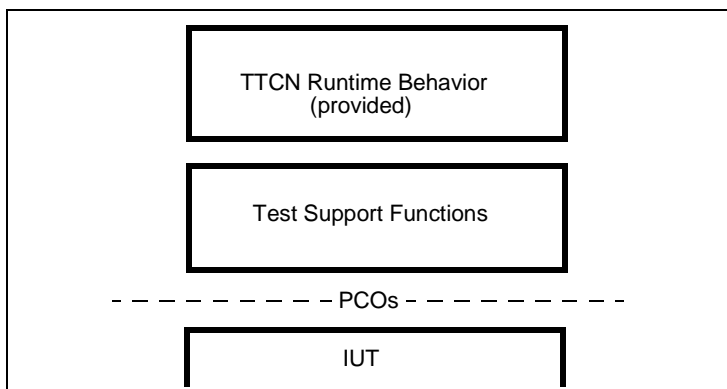 TTCN Runtime Behavior
(provided)
Test Support Functions
PCOs
IUT